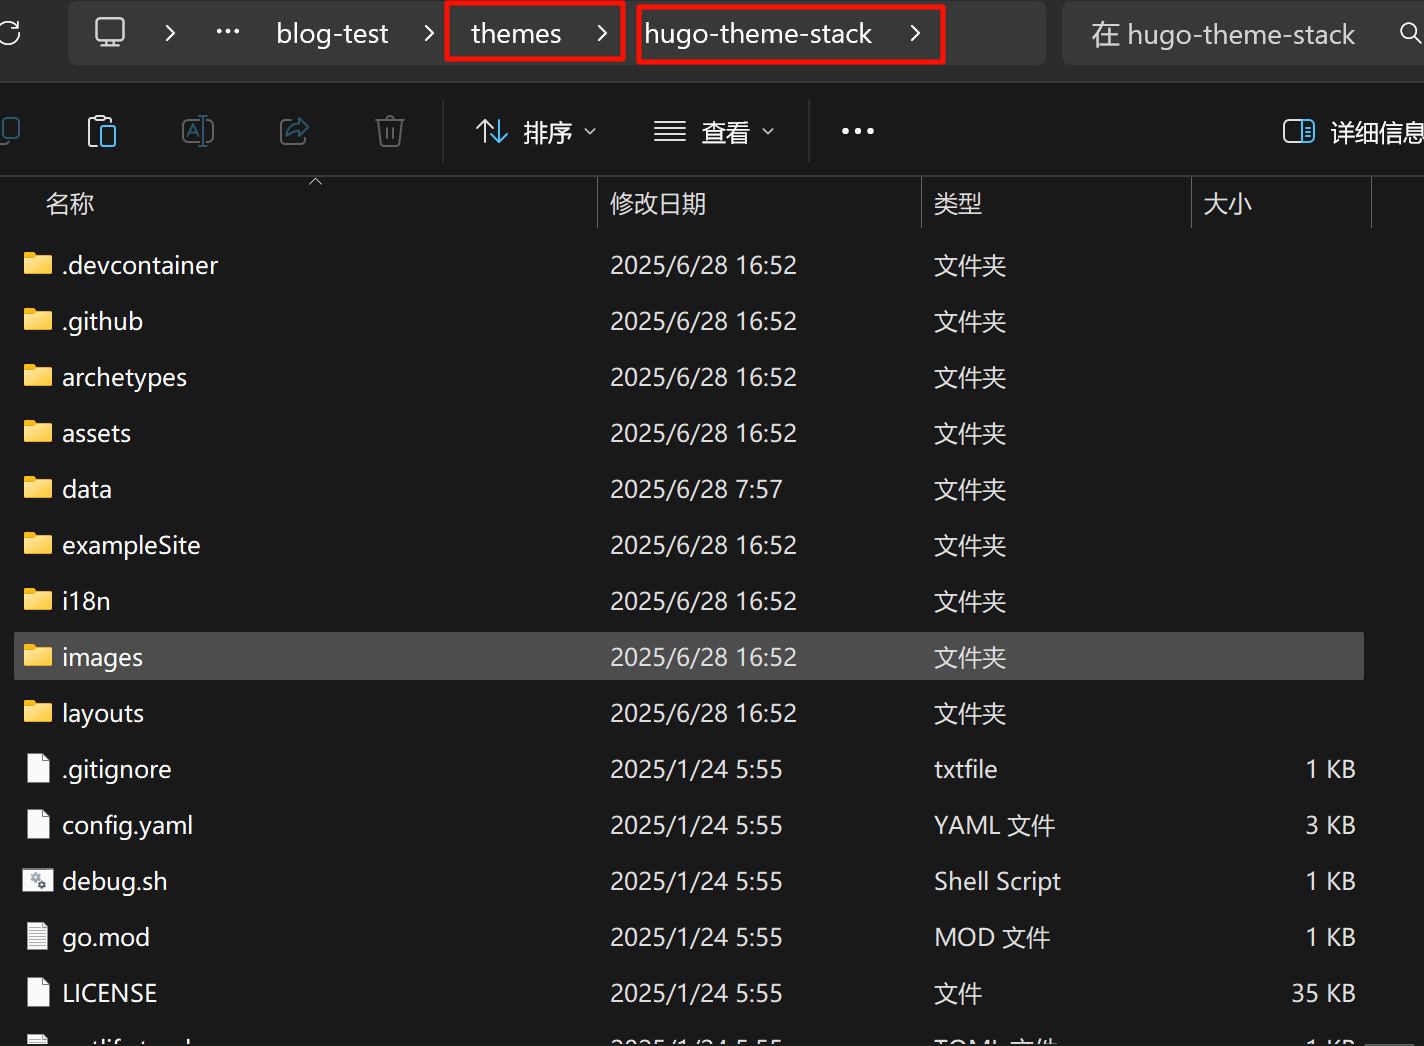 blog-test themes hugo-theme-stack 在 hugo-theme-stack
排序 查看 详细信息
名称 修改日期 类型 大小
.devcontainer 2025/6/28 16:52 文件夹
.github 2025/6/28 16:52 文件夹
archetypes 2025/6/28 16:52 文件夹
assets 2025/6/28 16:52 文件夹
data 2025/6/28 7:57 文件夹
exampleSite 2025/6/28 16:52 文件夹
i18n 2025/6/28 16:52 文件夹
images 2025/6/28 16:52 文件夹
layouts 2025/6/28 16:52 文件夹
.gitignore 2025/1/24 5:55 txtfile 1 KB
config.yaml 2025/1/24 5:55 YAML 文件 3 KB
debug.sh 2025/1/24 5:55 Shell Script 1 KB
go.mod 2025/1/24 5:55 MOD 文件 1 KB
LICENSE 2025/1/24 5:55 文件 35 KB